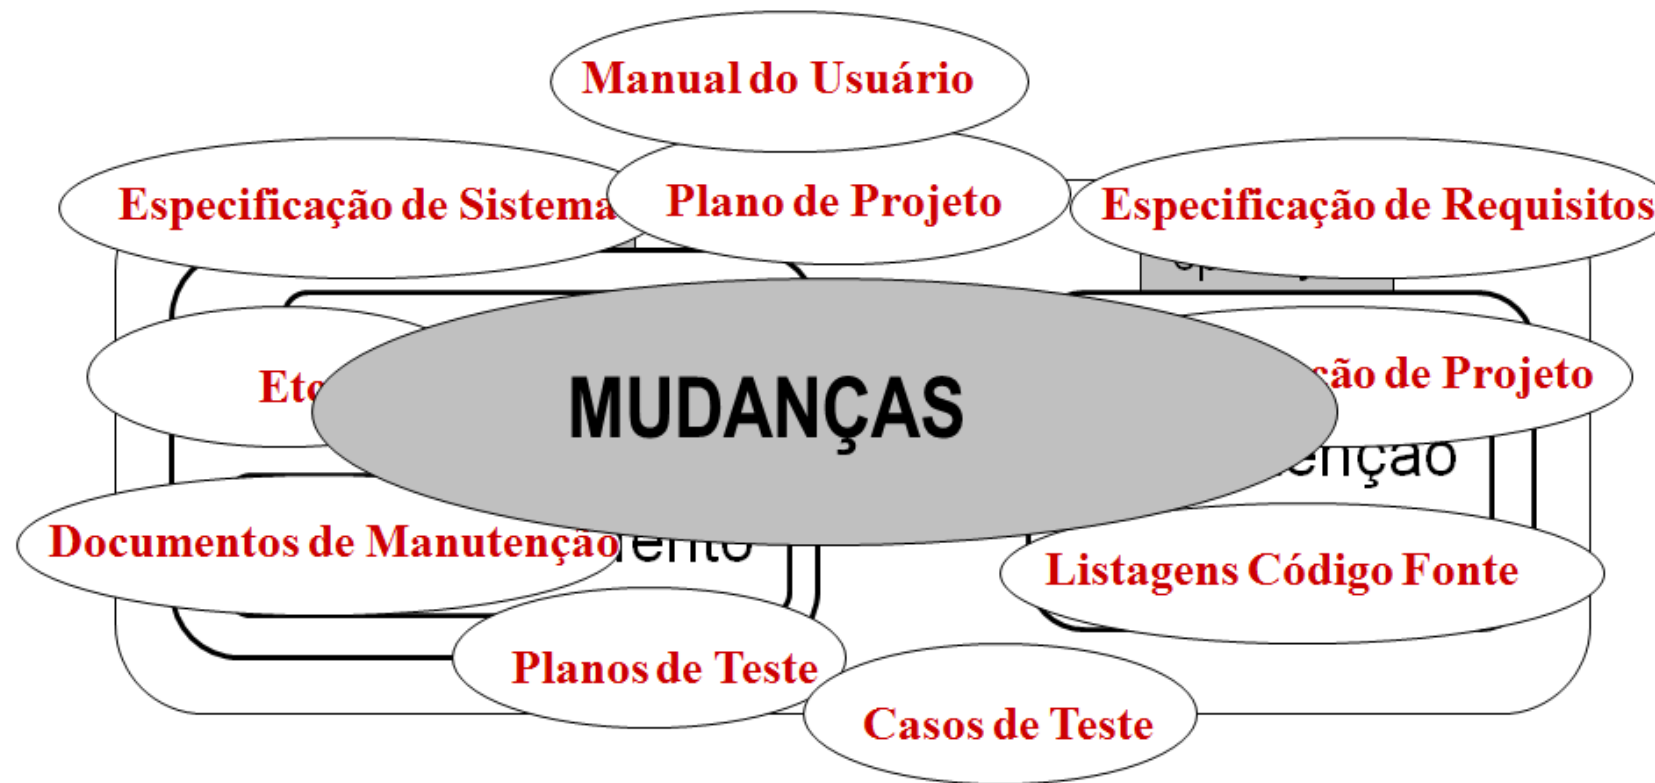 Manual do Usuário
Especificação de Sistema
Plano de Projeto
Especificação de Requisitos
MUDANÇAS
de Projeto
Documentos de Manutenção
Listagens Código Fonte
Planos de Teste
Casos de Teste